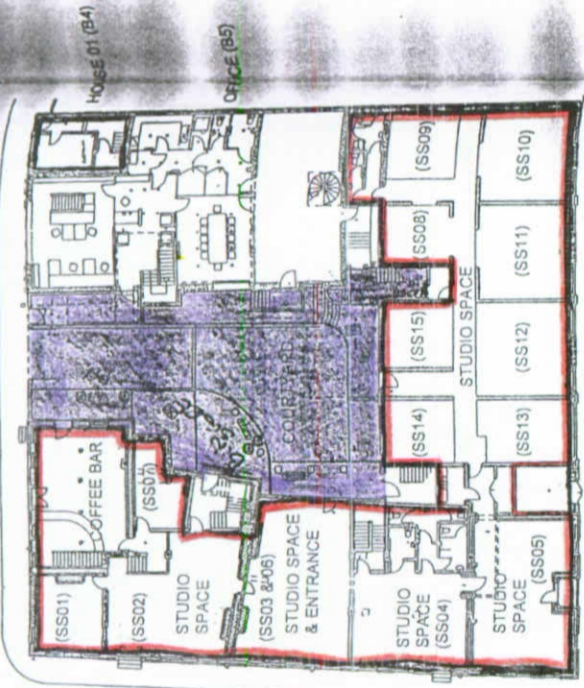 HOUSE 01 (B4)
OFFICE (B5)
COFFEE BAR
(SS01)
(SS07)
(SS02)
STUDIO
SPACE
(SS03 &06)
STUDIO SPACE
& ENTRANCE
STUDIO
SPACE
(SS04)
STUDIO
SPACE
(SS05)
COURTYARD
(SS09)
(SS08)
(SS10)
(SS11)
(SS15)
STUDIO SPACE
(SS12)
(SS14)
(SS13)